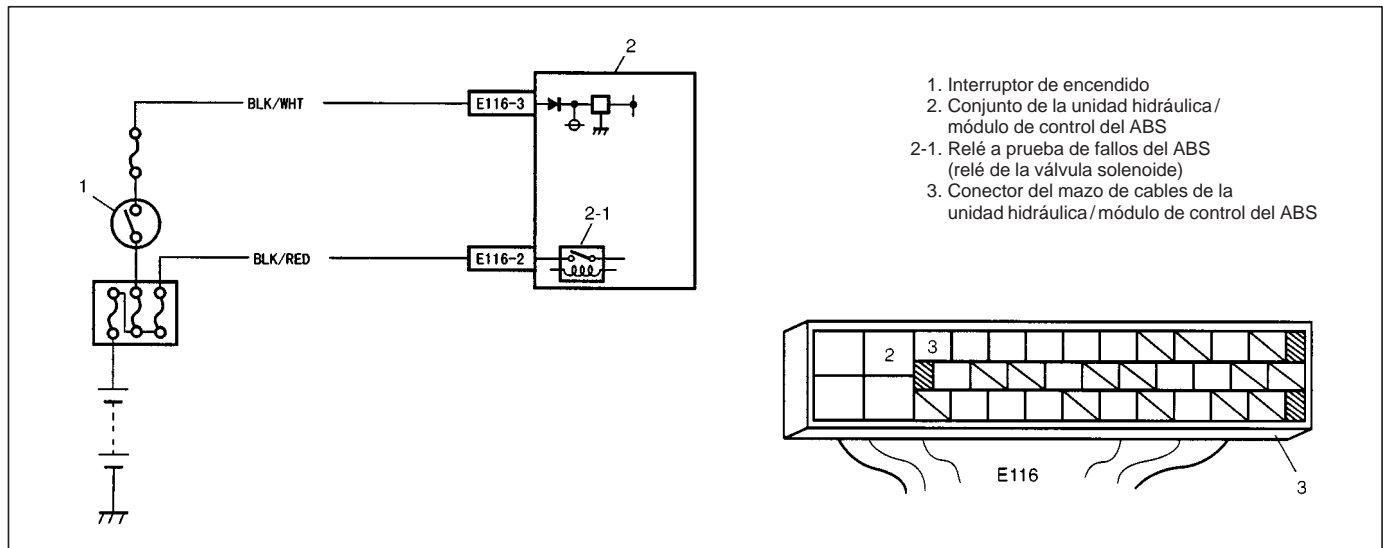 2
BLK/WHT
E116-3
1
2-1
BLK/RED
E116-2
1. Interruptor de encendido
2. Conjunto de la unidad hidráulica/
módulo de control del ABS
2-1. Relé a prueba de fallos del ABS
(relé de la válvula solenoide)
3. Conector del mazo de cables de la
unidad hidráulica/módulo de control del ABS
2
3
E116
3